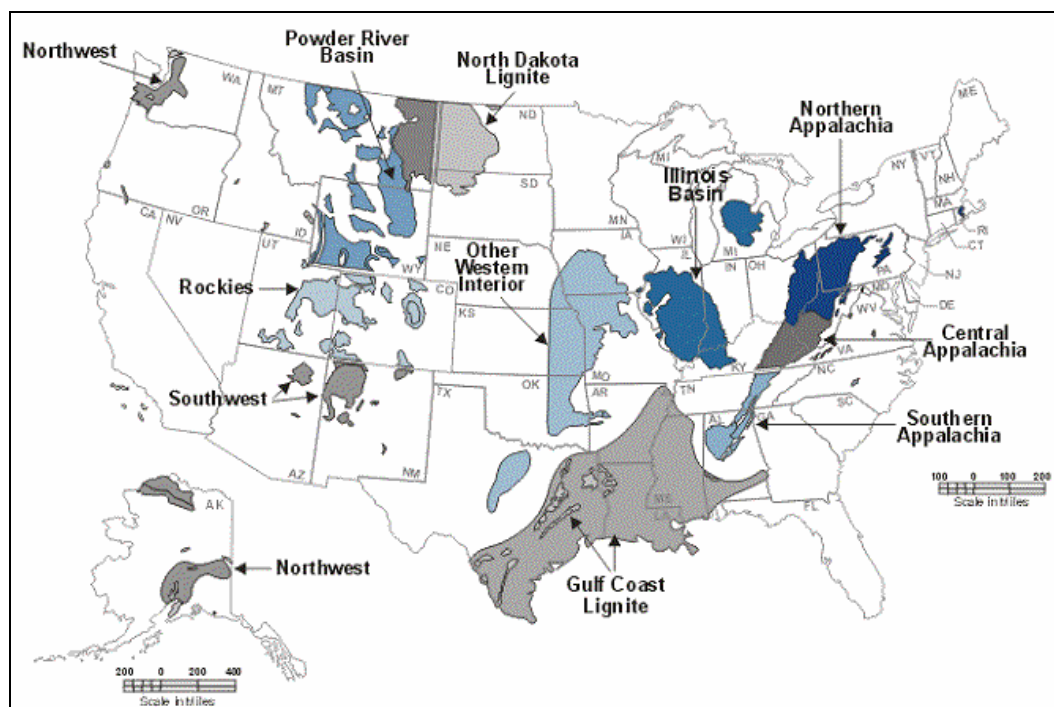 Northwest
Powder River
Basin
North Dakota
Lignite
Northern
Appalachia
Illinois
Basin
Other
Western
Interior
Rockies
Southwest
Central
Appalachia
Southern
Appalachia
Gulf Coast
Lignite
Northwest
WA
MT
ND
SD
OR
CA
NV
ID
UT
WY
NE
CO
KS
OK
TX
NM
AZ
MN
IA
WI
IL
MI
MI
IN
OH
KY
TN
MO
AR
MS
AL
GA
FL
SC
NC
VA
WV
MD
DE
PA
NJ
NY
CT
RI
MA
NH
VT
ME
AK
100 0 100 200
Scale in Miles
200 0 200 400
Scale in Miles